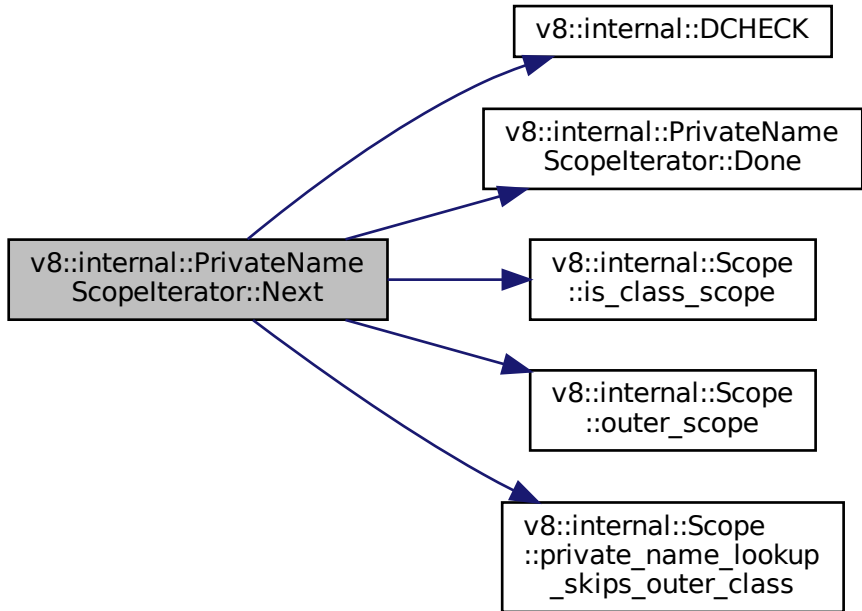 v8::internal::DCHECK
v8::internal::PrivateName
ScopeIterator::Done
v8::internal::PrivateName
ScopeIterator::Next
v8::internal::Scope
::is_class_scope
v8::internal::Scope
::outer_scope
v8::internal::Scope
::private_name_lookup
_skips_outer_class